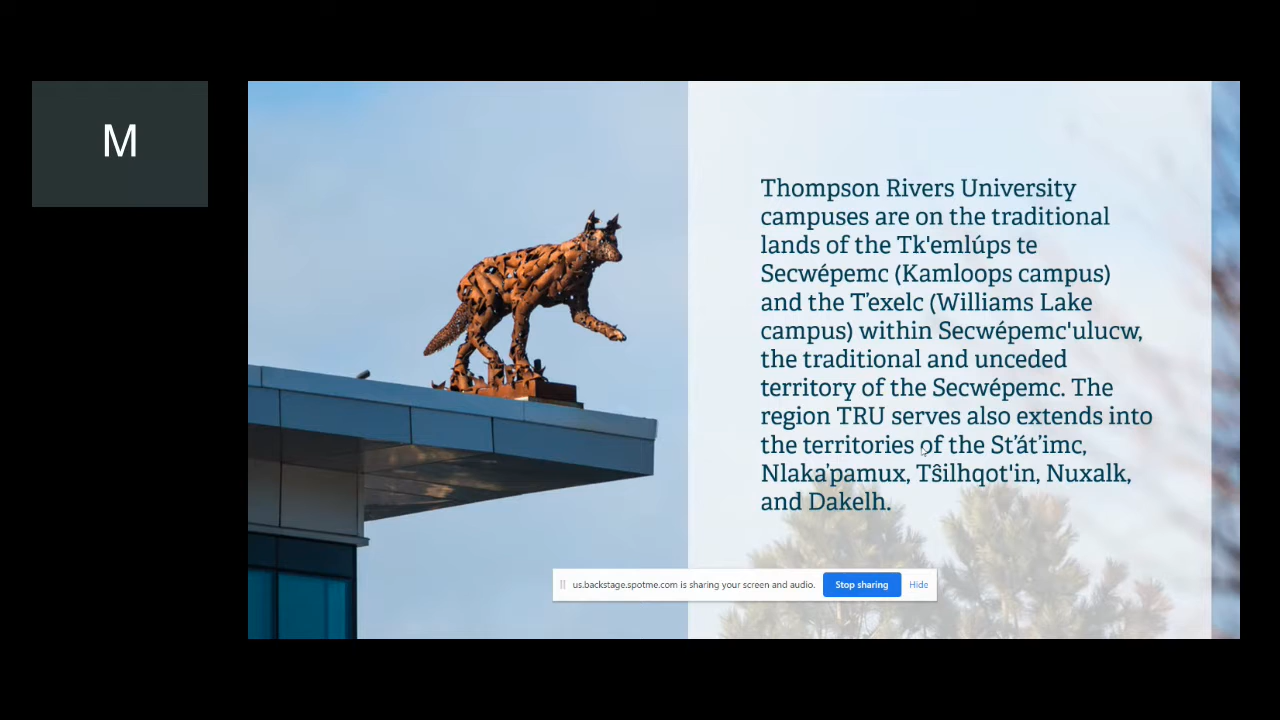 M
Thompson Rivers University
campuses are on the traditional
lands of the Tk'emlúps te
Secwépemc (Kamloops campus)
and the T’exelc (Williams Lake
campus) within Secwépemc'ulucw,
the traditional and unceded
territory of the Secwépemc. The
region TRU serves also extends into
the territories of the St’át’imc,
Nlaka’pamux, Tŝilhqot'in, Nuxalk,
and Dakelh.
us.backstage.spotme.com is sharing your screen and audio. Stop sharing Hide